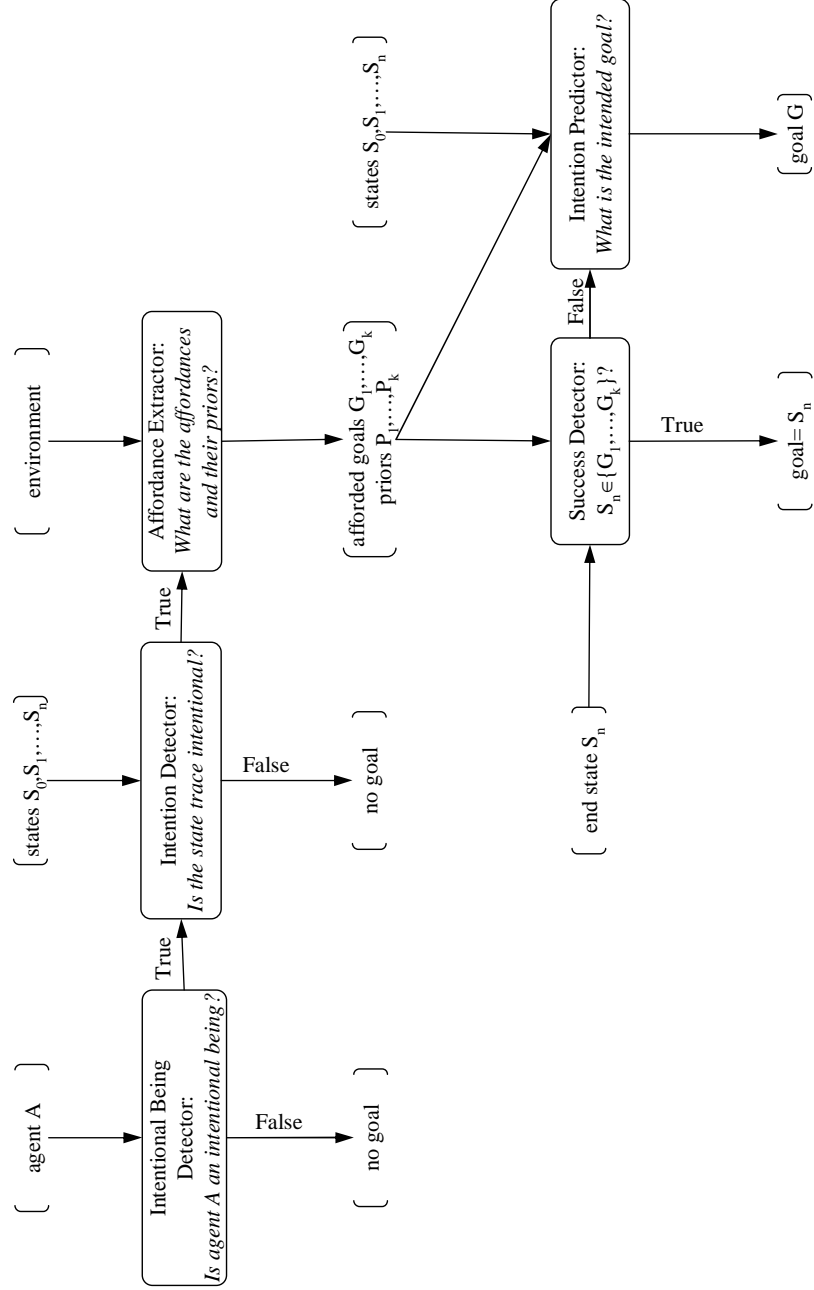 agent A
states S₀,S₁,…,Sₙ
environment
Intentional Being
Detector:
Is agent A an intentional being?
True
Intention Detector:
Is the state trace intentional?
True
Affordance Extractor:
What are the affordances
and their priors?
False
no goal
False
no goal
afforded goals G₁,…,Gₖ
priors P₁,…,Pₖ
states S₀,S₁,…,Sₙ
end state Sₙ
Success Detector:
Sₙ∈{G₁,…,Gₖ}?
False
Intention Predictor:
What is the intended goal?
True
goal= Sₙ
goal G